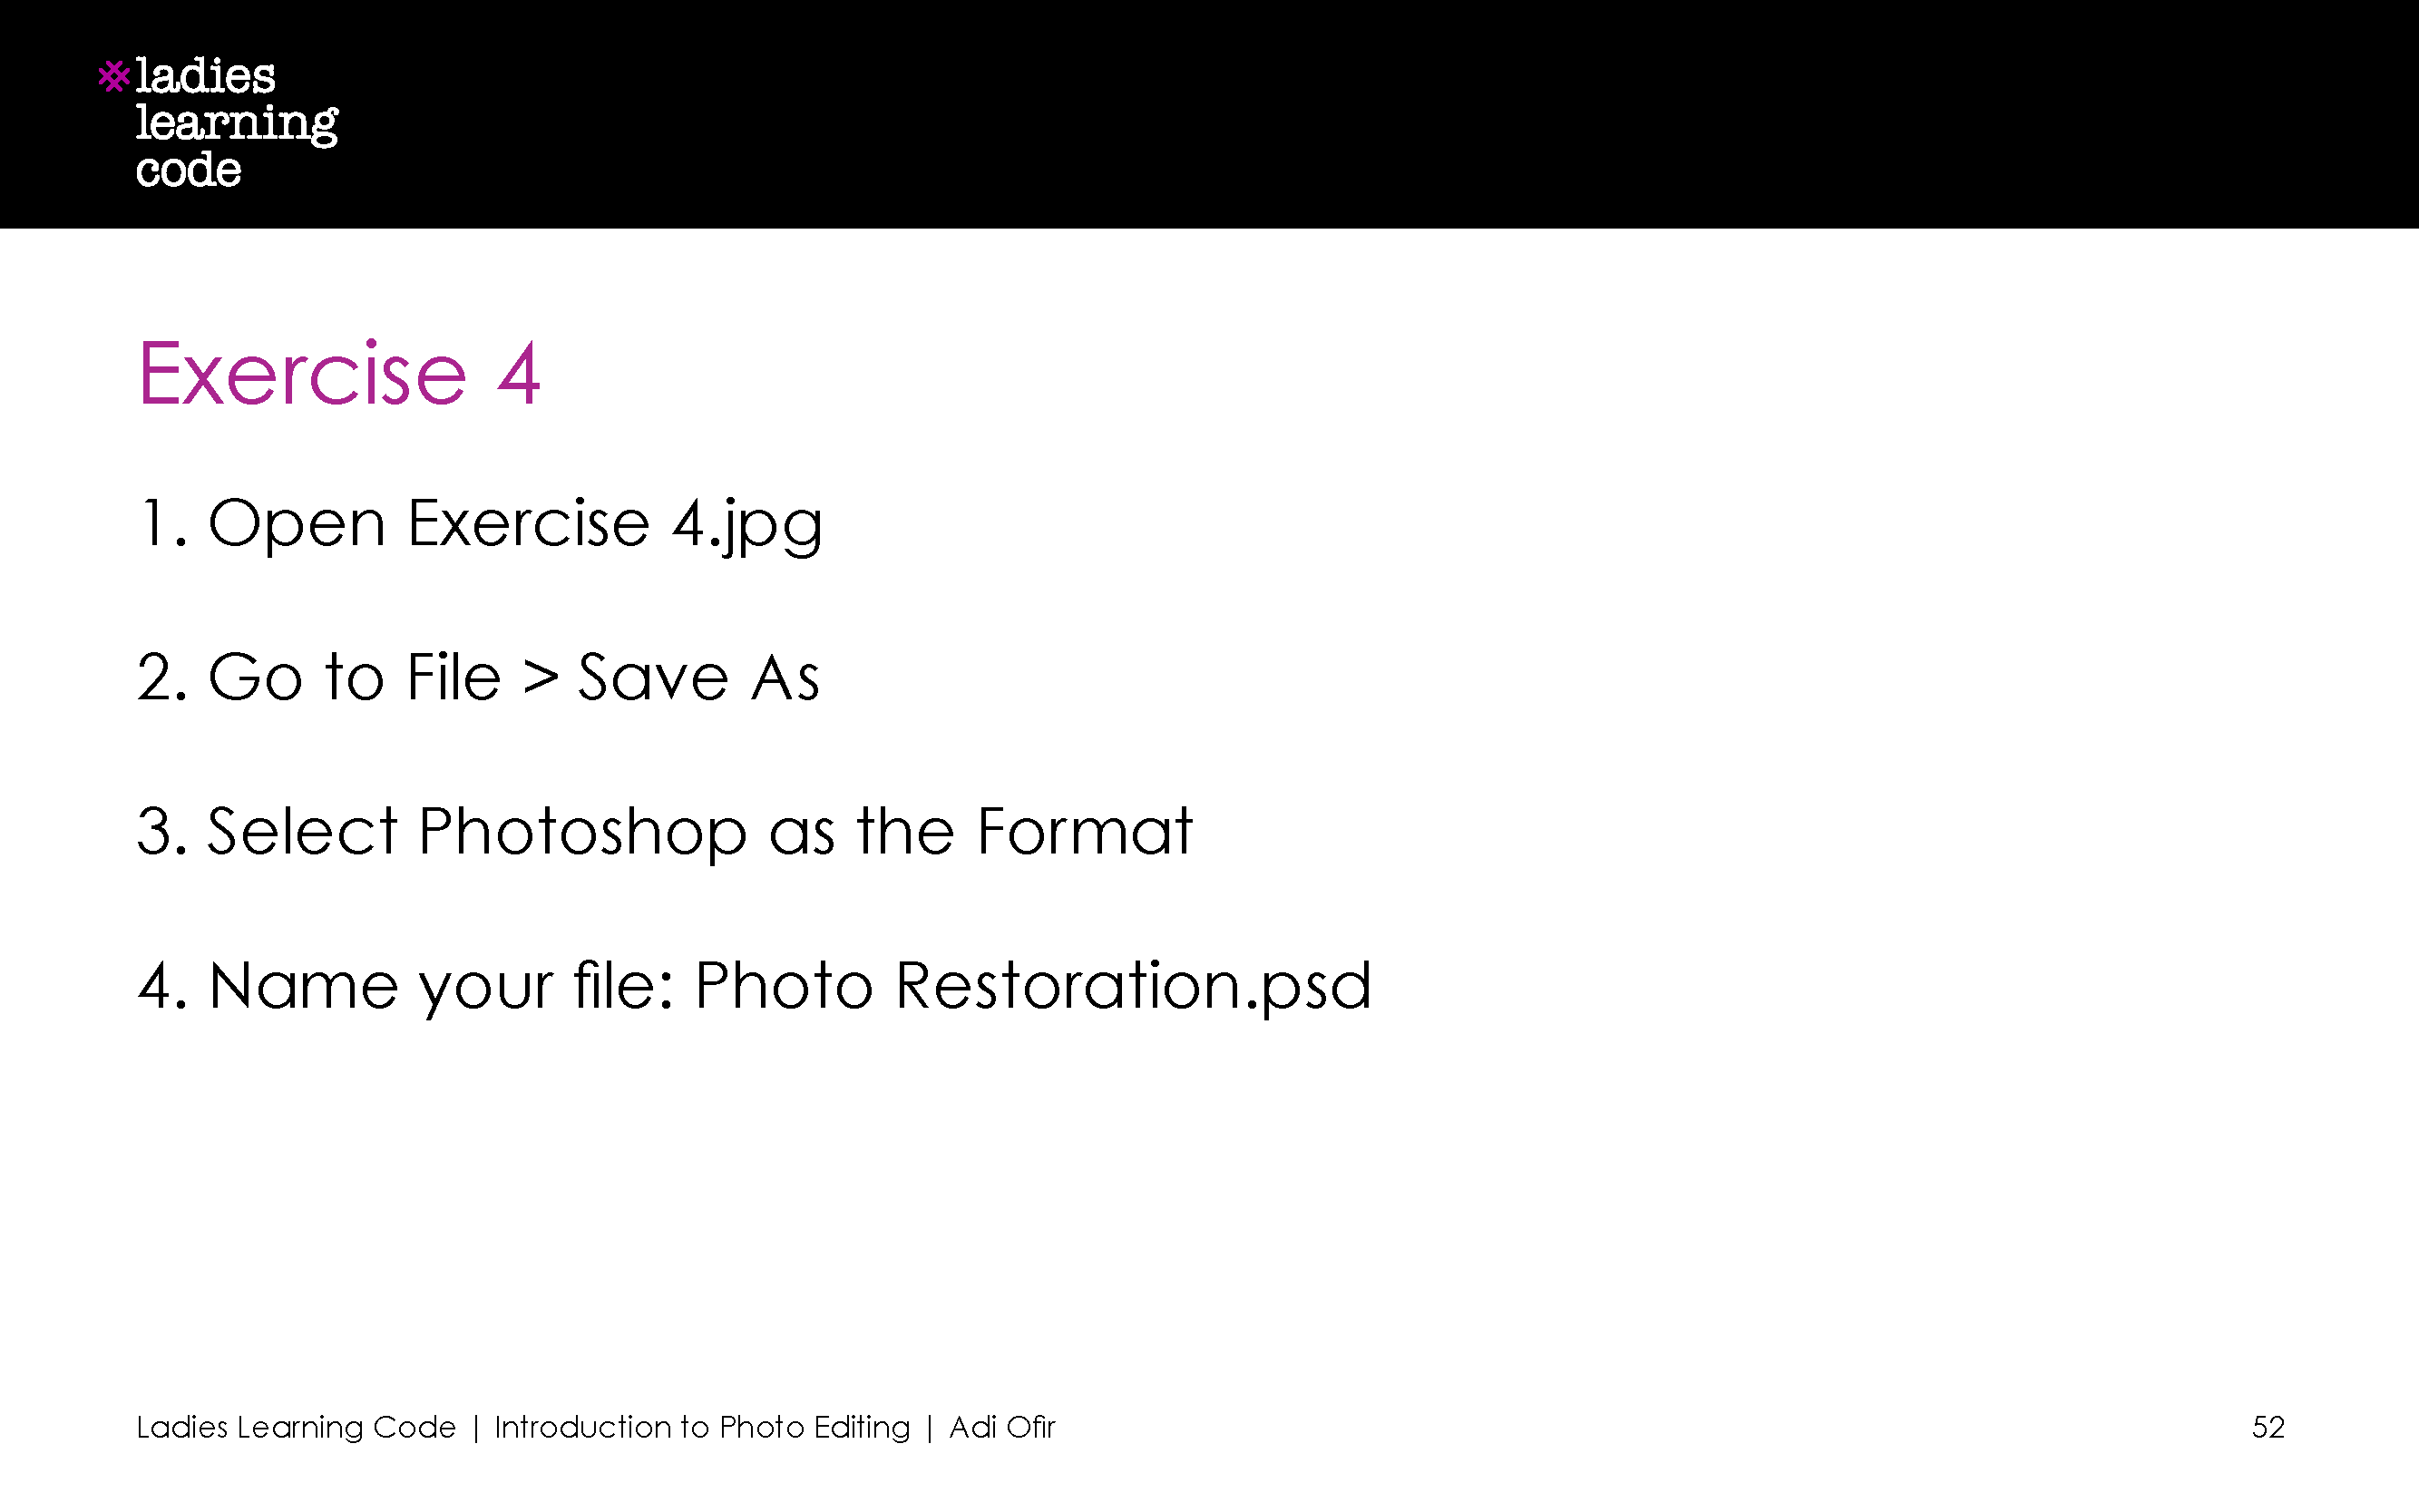 ladies
learning
code
Exercise 4
1. Open Exercise 4.jpg
2. Go to File > Save As
3. Select Photoshop as the Format
4. Name your file: Photo Restoration.psd
Ladies Learning Code | Introduction to Photo Editing | Adi Ofir
52